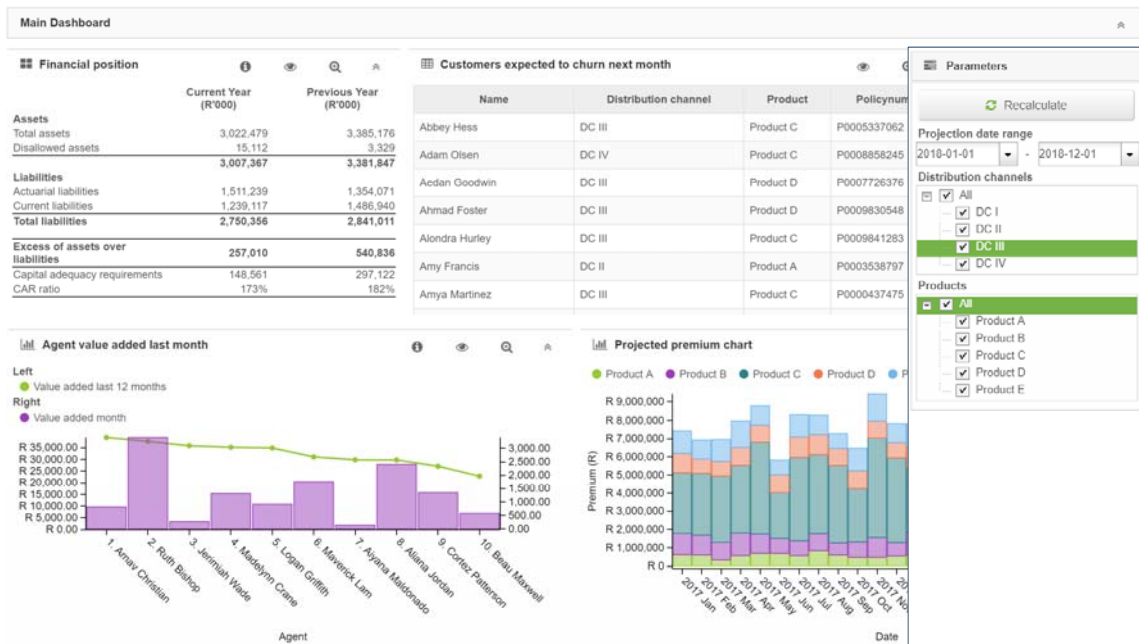 Main Dashboard
Financial position
Current Year (R'000) Previous Year (R'000)
Assets
Total assets 3,022,479 3,385,176
Disallowed assets 15,112 3,329
3,007,367 3,381,847
Liabilities
Actuarial liabilities 1,511,239 1,354,071
Current liabilities 1,239,117 1,486,940
Total liabilities 2,750,356 2,841,011
Excess of assets over liabilities 257,010 540,836
Capital adequacy requirements 148,561 297,122
CAR ratio 173% 182%
Customers expected to churn next month
Name Distribution channel Product Policynum
Abbey Hess DC III Product C P0005337062
Adam Olsen DC IV Product C P0008858245
Aedan Goodwin DC III Product D P0007726376
Ahmad Foster DC III Product D P0009830548
Alondra Hurley DC III Product C P0009841283
Amy Francis DC II Product A P0003538797
Amya Martinez DC III Product C P0000437475
Parameters
Recalculate
Projection date range
2018-01-01 - 2018-12-01
Distribution channels
All
DC I
DC II
DC III
DC IV
Products
All
Product A
Product B
Product C
Product D
Product E
Agent value added last month
Left
Value added last 12 months
Right
Value added month
R 35,000.00
R 30,000.00
R 25,000.00
R 20,000.00
R 15,000.00
R 10,000.00
R 5,000.00
R 0.00
3,000.00
2,500.00
2,000.00
1,500.00
1,000.00
500.00
0.00
1. Arnav Christian
2. Ruth Bishop
3. Jerimiah Wade
4. Madelynn Crane
5. Logan Griffith
6. Maverick Lam
7. Aiyana Maldonado
8. Aliana Jordan
9. Cortez Patterson
10. Beau Maxwell
Agent
Projected premium chart
Product A Product B Product C Product D P
Premium (R)
R 9,000,000
R 8,000,000
R 7,000,000
R 6,000,000
R 5,000,000
R 4,000,000
R 3,000,000
R 2,000,000
R 1,000,000
R 0
2017 Jan
2017 Feb
2017 Mar
2017 Apr
2017 May
2017 Jun
2017 Jul
2017 Aug
2017 Sep
2017 Oct
2017 No
Date